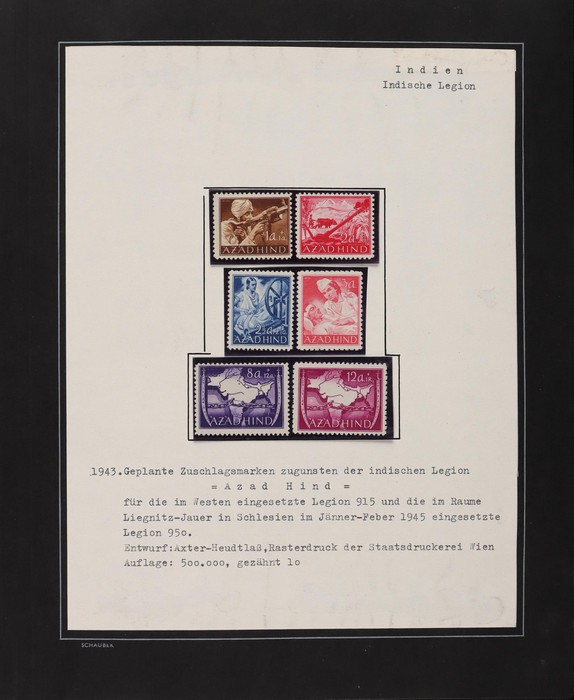 I n d i e n
Indische Legion
1a.+1a.
AZAD HIND
AZAD HIND
AZAD HIND
3a.
AZAD HIND
8a.+12a.
AZAD HIND
12a.
AZAD HIND
1943.Geplante Zuschlagsmarken zugunsten der indischen Legion
= A z a d   H i n d =
für die im Westen eingesetzte Legion 915 und die im Raume
Liegnitz-Jauer in Schlesien im Jänner-Feber 1945 eingesetzte
Legion 950.
Entwurf:Axter-Heudtlaß,Rasterdruck der Staatsdruckerei Wien
Auflage: 500.000, gezähnt 10
SCHAUBEK